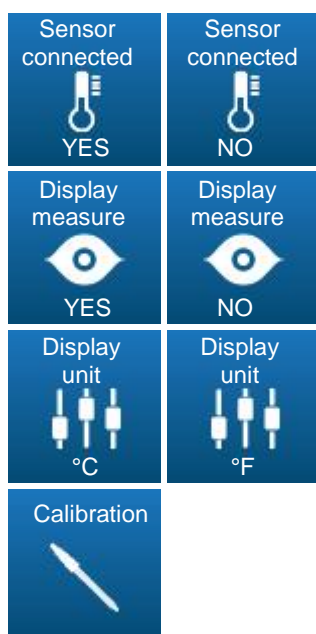 Sensor
connected
YES
Sensor
connected
NO
Display
measure
YES
Display
measure
NO
Display
unit
°C
Display
unit
°F
Calibration